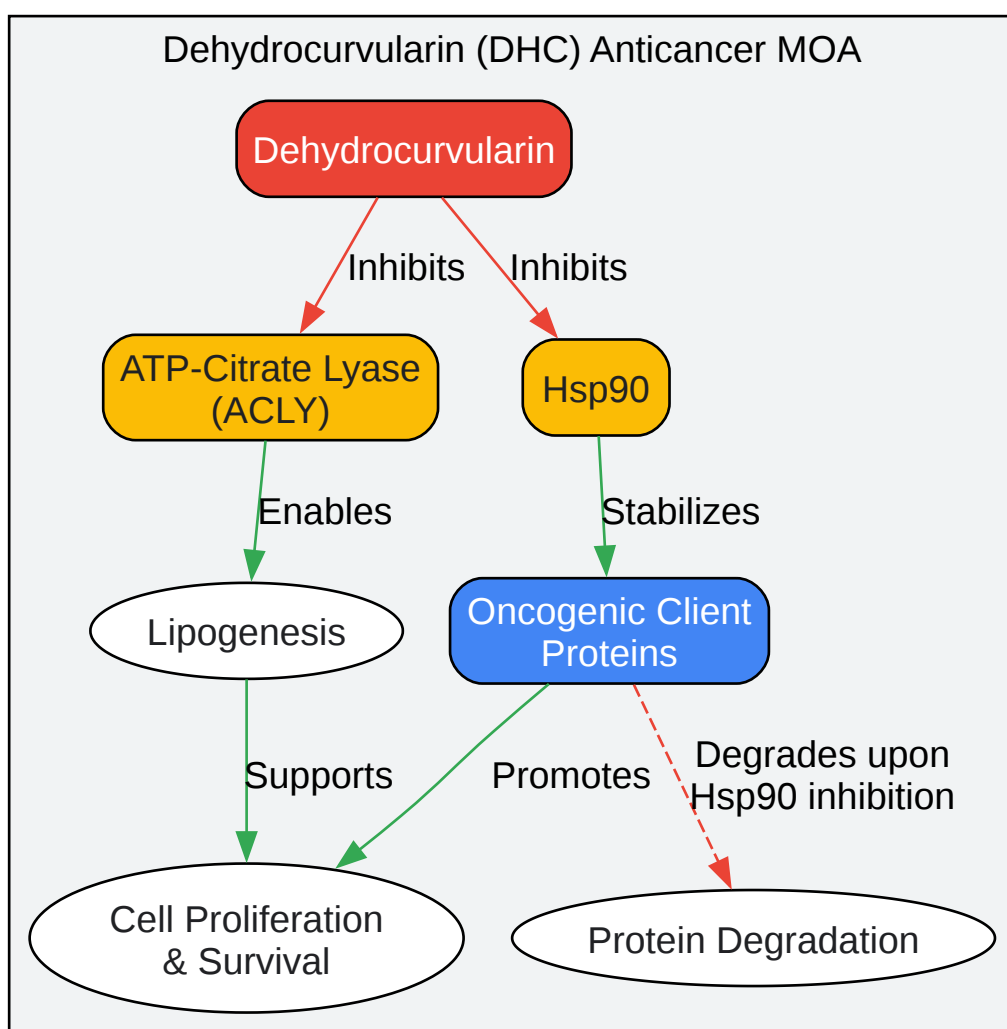 Dehydrocurvularin (DHC) Anticancer MOA
Dehydrocurvularin
Inhibits
Inhibits
ATP-Citrate Lyase
(ACLY)
Hsp90
Enables
Stabilizes
Lipogenesis
Oncogenic Client
Proteins
Supports
Promotes
Degrades upon
Hsp90 inhibition
Cell Proliferation
& Survival
Protein Degradation